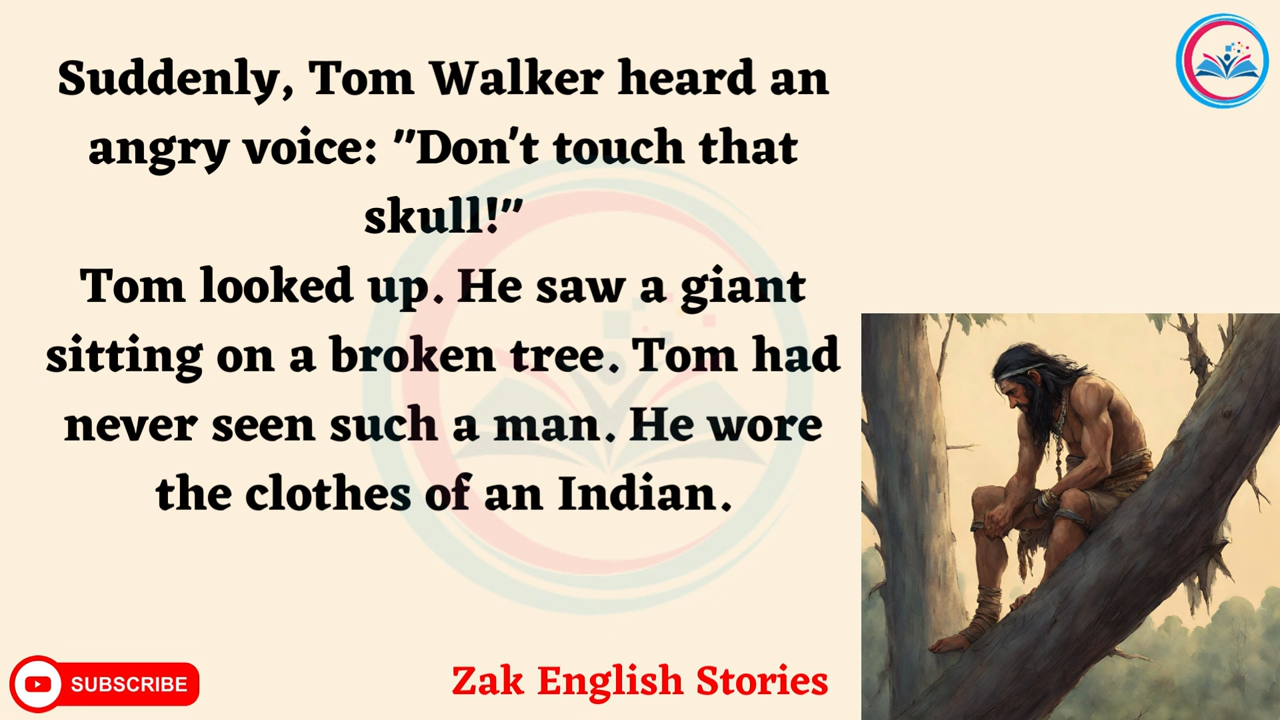 Suddenly, Tom Walker heard an
angry voice: "Don't touch that
skull!"
Tom looked up. He saw a giant
sitting on a broken tree. Tom had
never seen such a man. He wore
the clothes of an Indian.
SUBSCRIBE
Zak English Stories